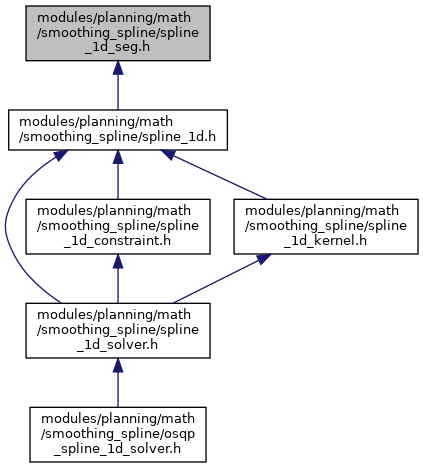 modules/planning/math
/smoothing_spline/spline
_1d_seg.h
modules/planning/math
/smoothing_spline/spline_1d.h
modules/planning/math
/smoothing_spline/spline
_1d_constraint.h
modules/planning/math
/smoothing_spline/spline
_1d_kernel.h
modules/planning/math
/smoothing_spline/spline
_1d_solver.h
modules/planning/math
/smoothing_spline/osqp
_spline_1d_solver.h